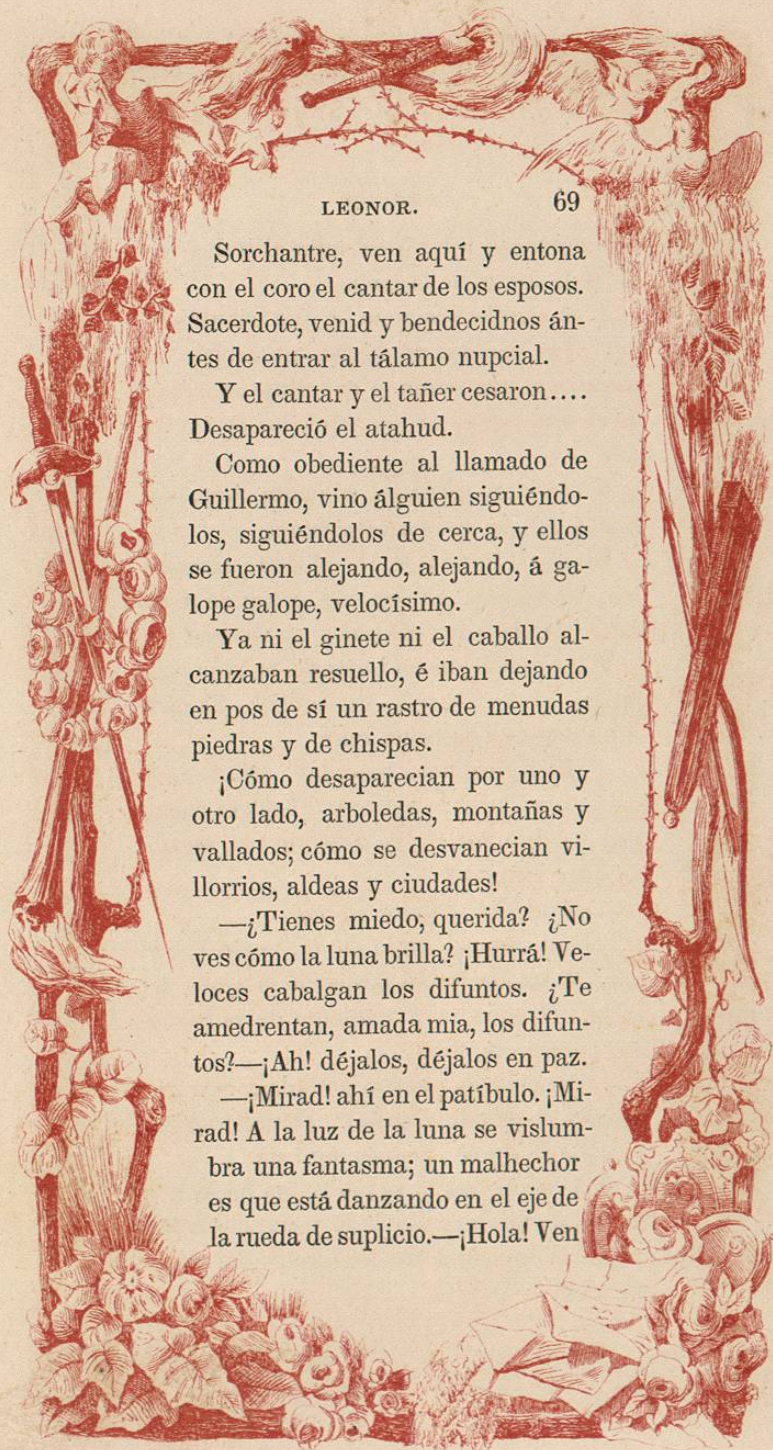 LEONOR. 69
Sorchantre, ven aquí y entona
con el coro el cantar de los esposos.
Sacerdote, venid y bendecidnos án-
tes de entrar al tálamo nupcial.
Y el cantar y el tañer cesaron....
Desapareció el atahud.
Como obediente al llamado de
Guillermo, vino álguien siguiéndo-
los, siguiéndolos de cerca, y ellos
se fueron alejando, alejando, á ga-
lope galope, velocísimo.
Ya ni el ginete ni el caballo al-
canzaban resuello, é iban dejando
en pos de sí un rastro de menudas
piedras y de chispas.
¡Cómo desaparecian por uno y
otro lado, arboledas, montañas y
vallados; cómo se desvanecian vi-
llorrios, aldeas y ciudades!
—¿Tienes miedo, querida? ¿No
ves cómo la luna brilla? ¡Hurrá! Ve-
loces cabalgan los difuntos. ¿Te
amedrentan, amada mia, los difun-
tos?—¡Ah! déjalos, déjalos en paz.
—¡Mirad! ahí en el patíbulo. ¡Mi-
rad! A la luz de la luna se vislum-
bra una fantasma; un malhechor
es que está danzando en el eje de
la rueda de suplicio.—¡Hola! Ven